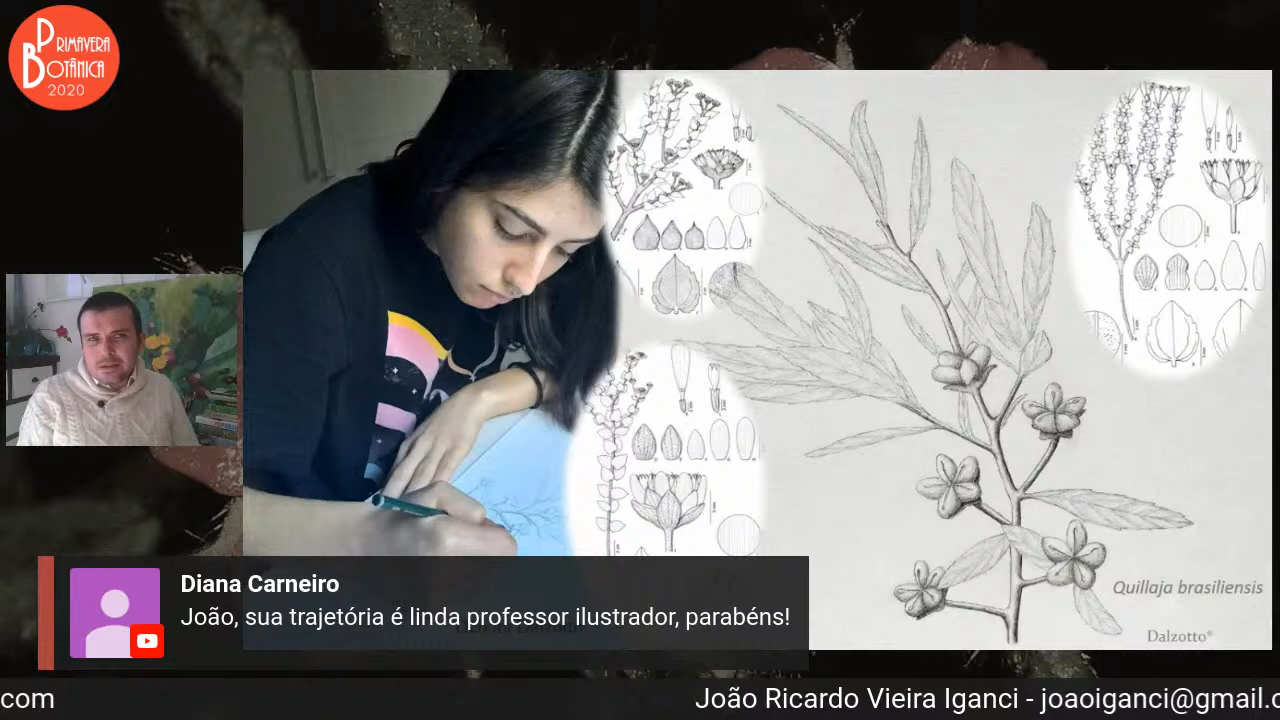 PRIMAVERA
BOTÂNICA
2020
Quillaja brasiliensis
Dalzotto®
Diana Carneiro
João, sua trajetória é linda professor ilustrador, parabéns!
com
João Ricardo Vieira Iganci - joaoiganci@gmail.c